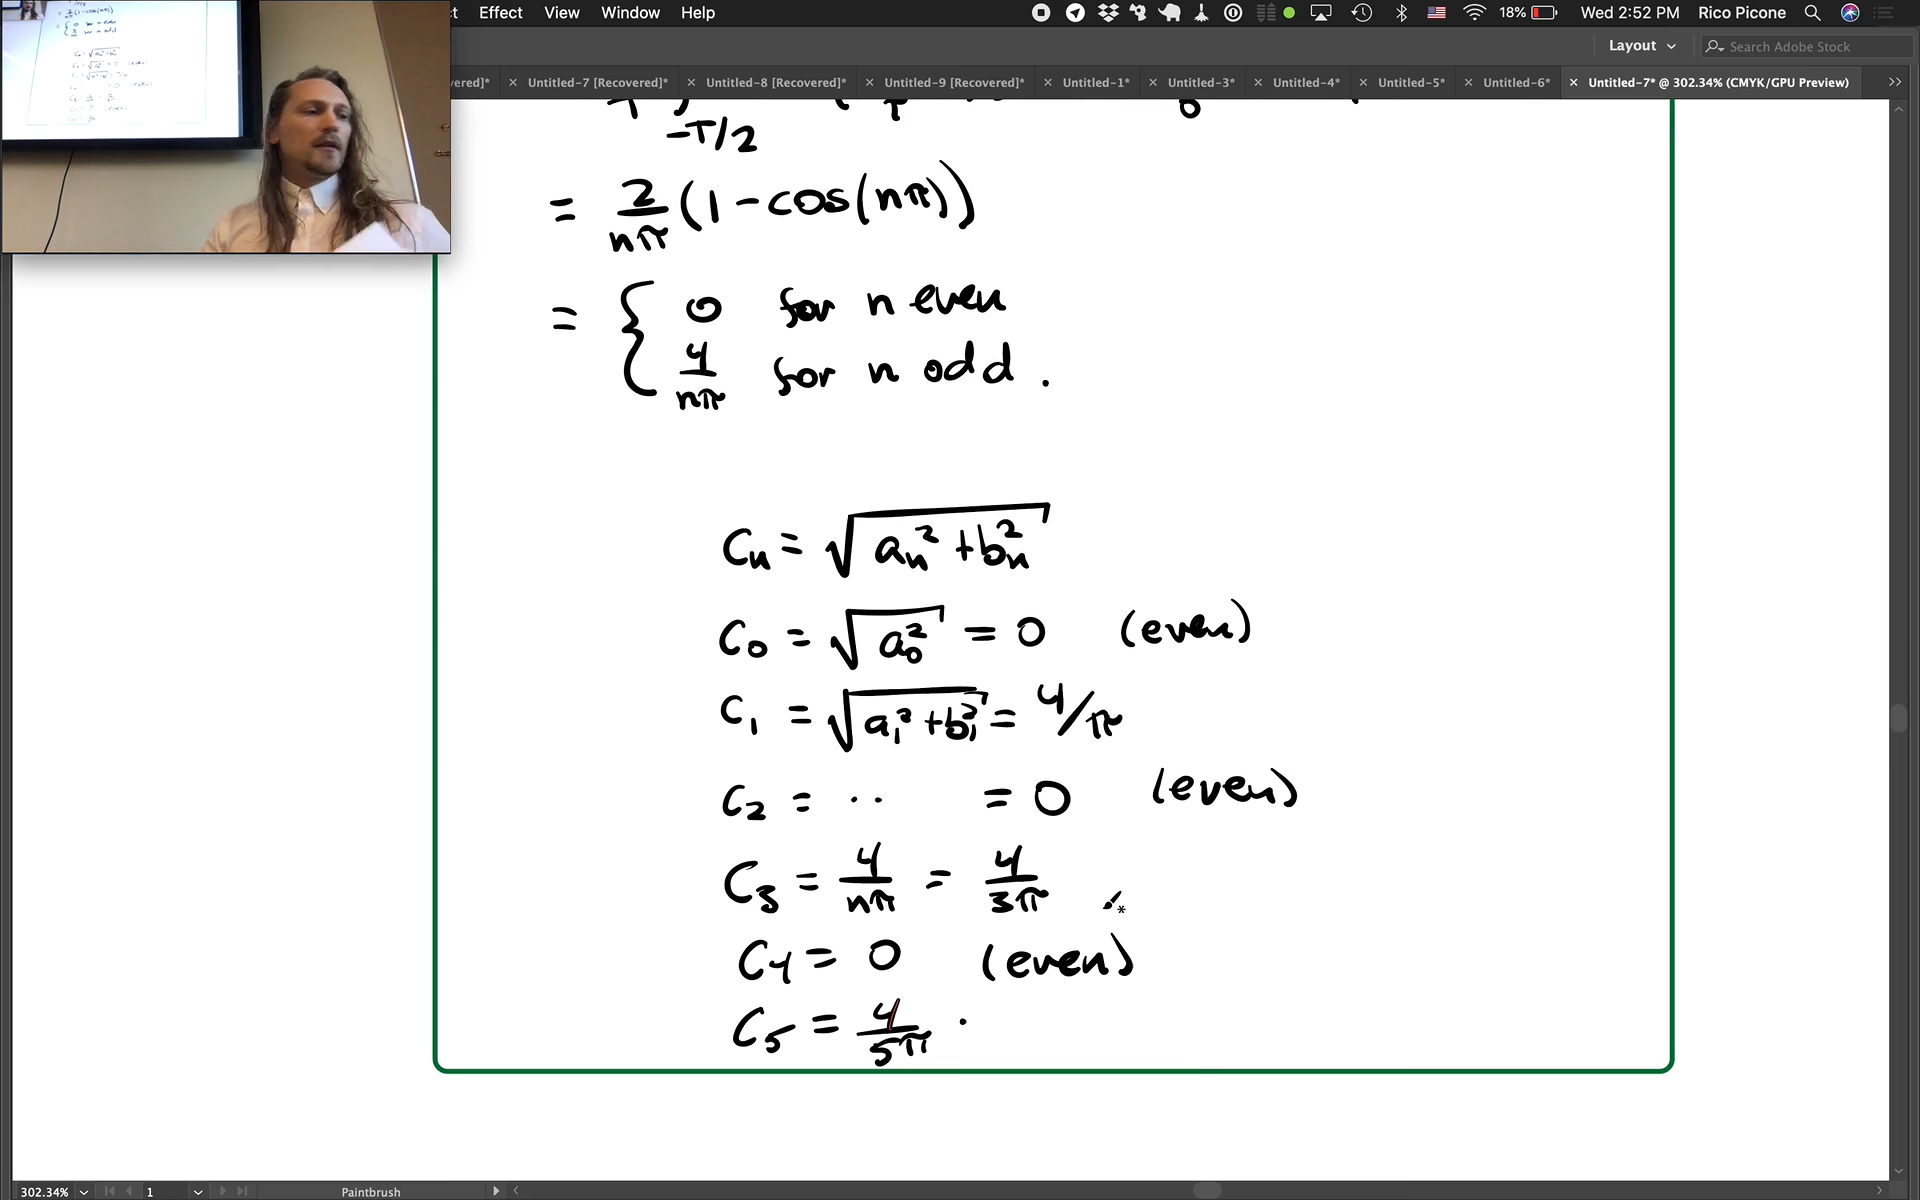 Effect View Window Help 18% Wed 2:52 PM Rico Picone
Layout Search Adobe Stock
vered]* × Untitled-7 [Recovered]* × Untitled-8 [Recovered]* × Untitled-9 [Recovered]* × Untitled-1* × Untitled-3* × Untitled-4* × Untitled-5* × Untitled-6* × Untitled-7* @ 302.34% (CMYK/GPU Preview) >>
-T/2
= 2/nπ (1 - cos(nπ))
= { 0 for n even
4/nπ for n odd .
Cn = √(an² + bn²)
C0 = √(a0²) = 0 (even)
C1 = √(a1² + b1²) = 4/π
C2 = .. = 0 (even)
C3 = 4/nπ = 4/3π
C4 = 0 (even)
C5 = 4/5π .
302.34% 1 Paintbrush